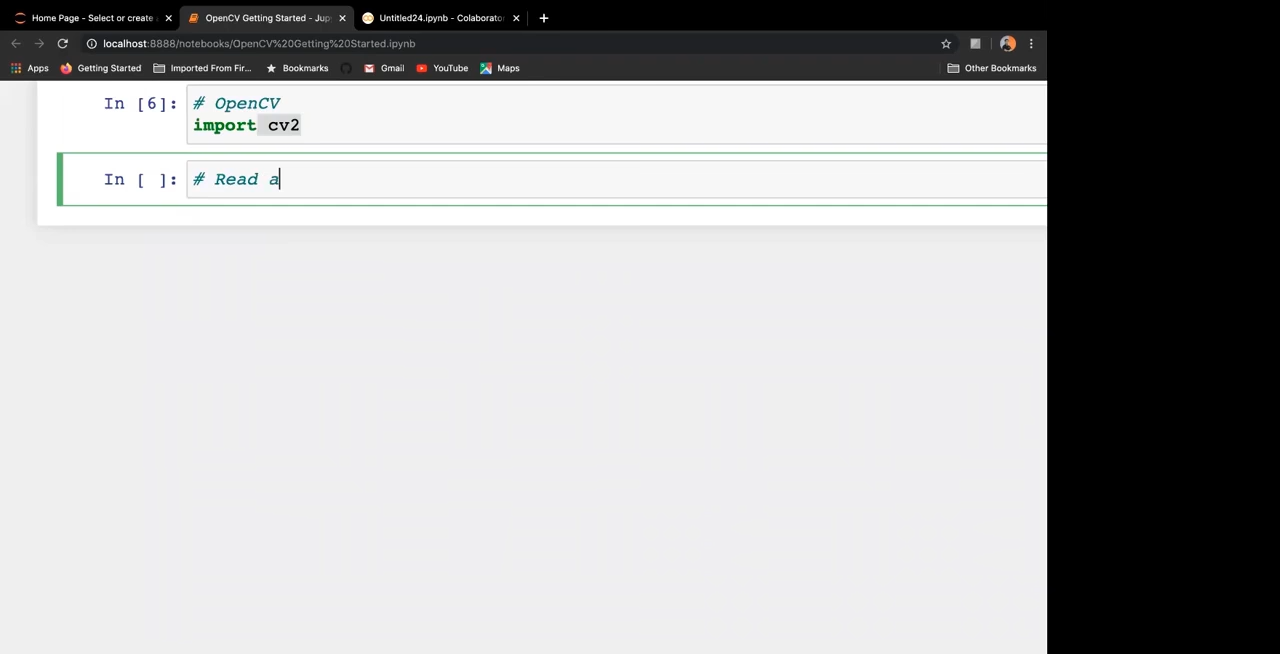 Home Page - Select or create
OpenCV Getting Started - Jup
Untitled24.ipynb - Colaborato
localhost:8888/notebooks/OpenCV%20Getting%20Started.ipynb
Apps Getting Started Imported From Fir... Bookmarks Gmail YouTube Maps Other Bookmarks
In [6]: # OpenCV
import cv2
In [ ]: # Read a